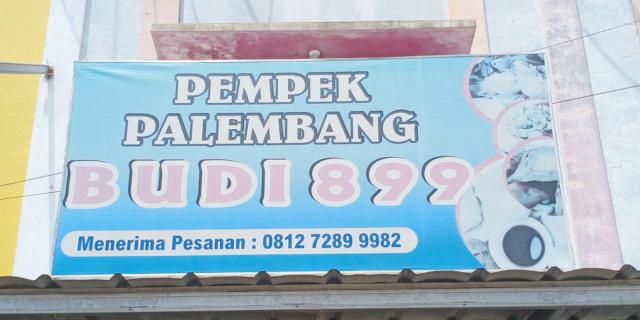 PEMPEK
PALEMBANG
BUDI 899
Menerima Pesanan : 0812 7289 9982